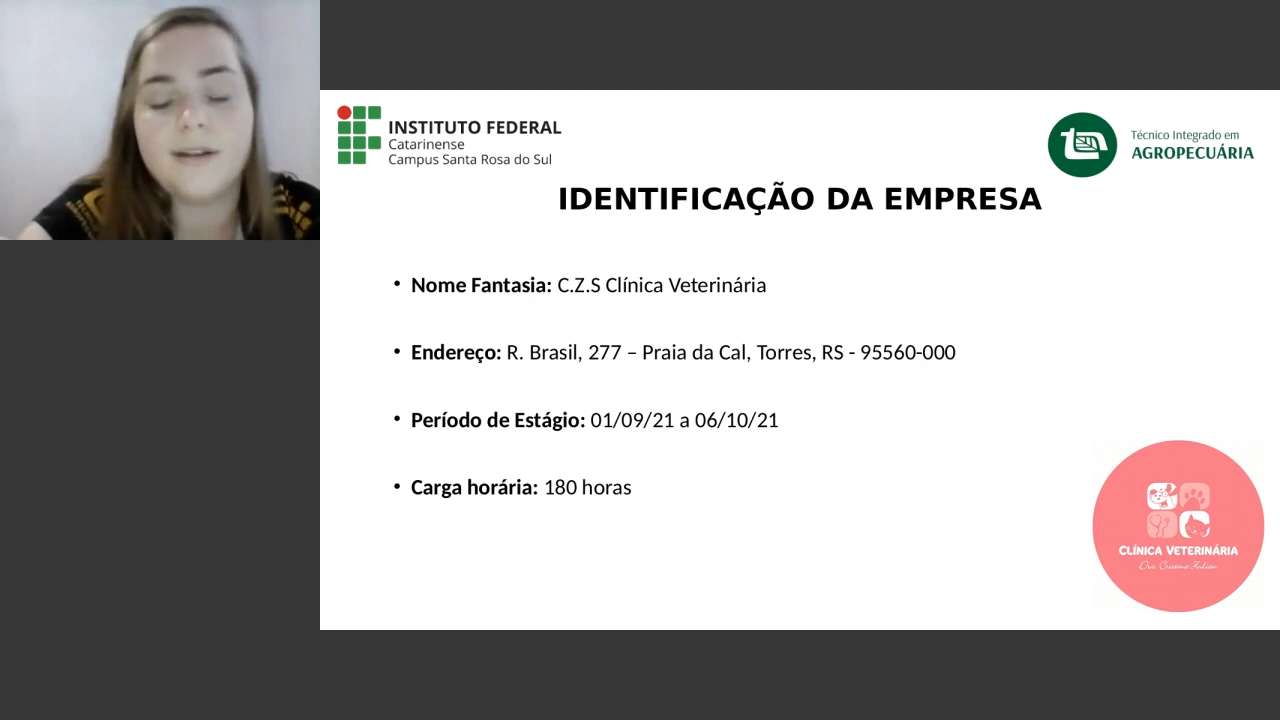 INSTITUTO FEDERAL
Catarinense
Campus Santa Rosa do Sul
Técnico Integrado em
AGROPECUÁRIA
IDENTIFICAÇÃO DA EMPRESA
• Nome Fantasia: C.Z.S Clínica Veterinária
• Endereço: R. Brasil, 277 – Praia da Cal, Torres, RS - 95560-000
• Período de Estágio: 01/09/21 a 06/10/21
• Carga horária: 180 horas
CLÍNICA VETERINÁRIA
Dra. Cristine